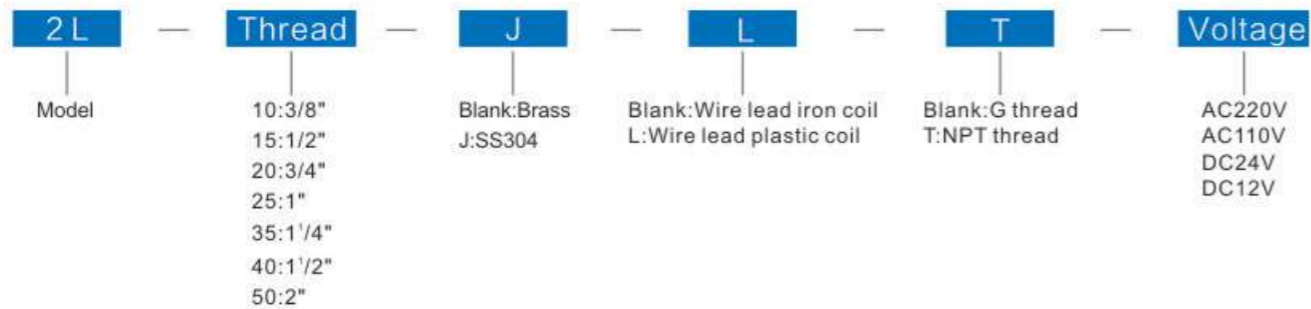 2L — Thread — J — L — T — Voltage
Model 10:3/8" Blank:Brass Blank:Wire lead iron coil Blank:G thread AC220V
15:1/2" J:SS304 L:Wire lead plastic coil T:NPT thread AC110V
20:3/4" DC24V
25:1" DC12V
35:1¹/4"
40:1¹/2"
50:2"